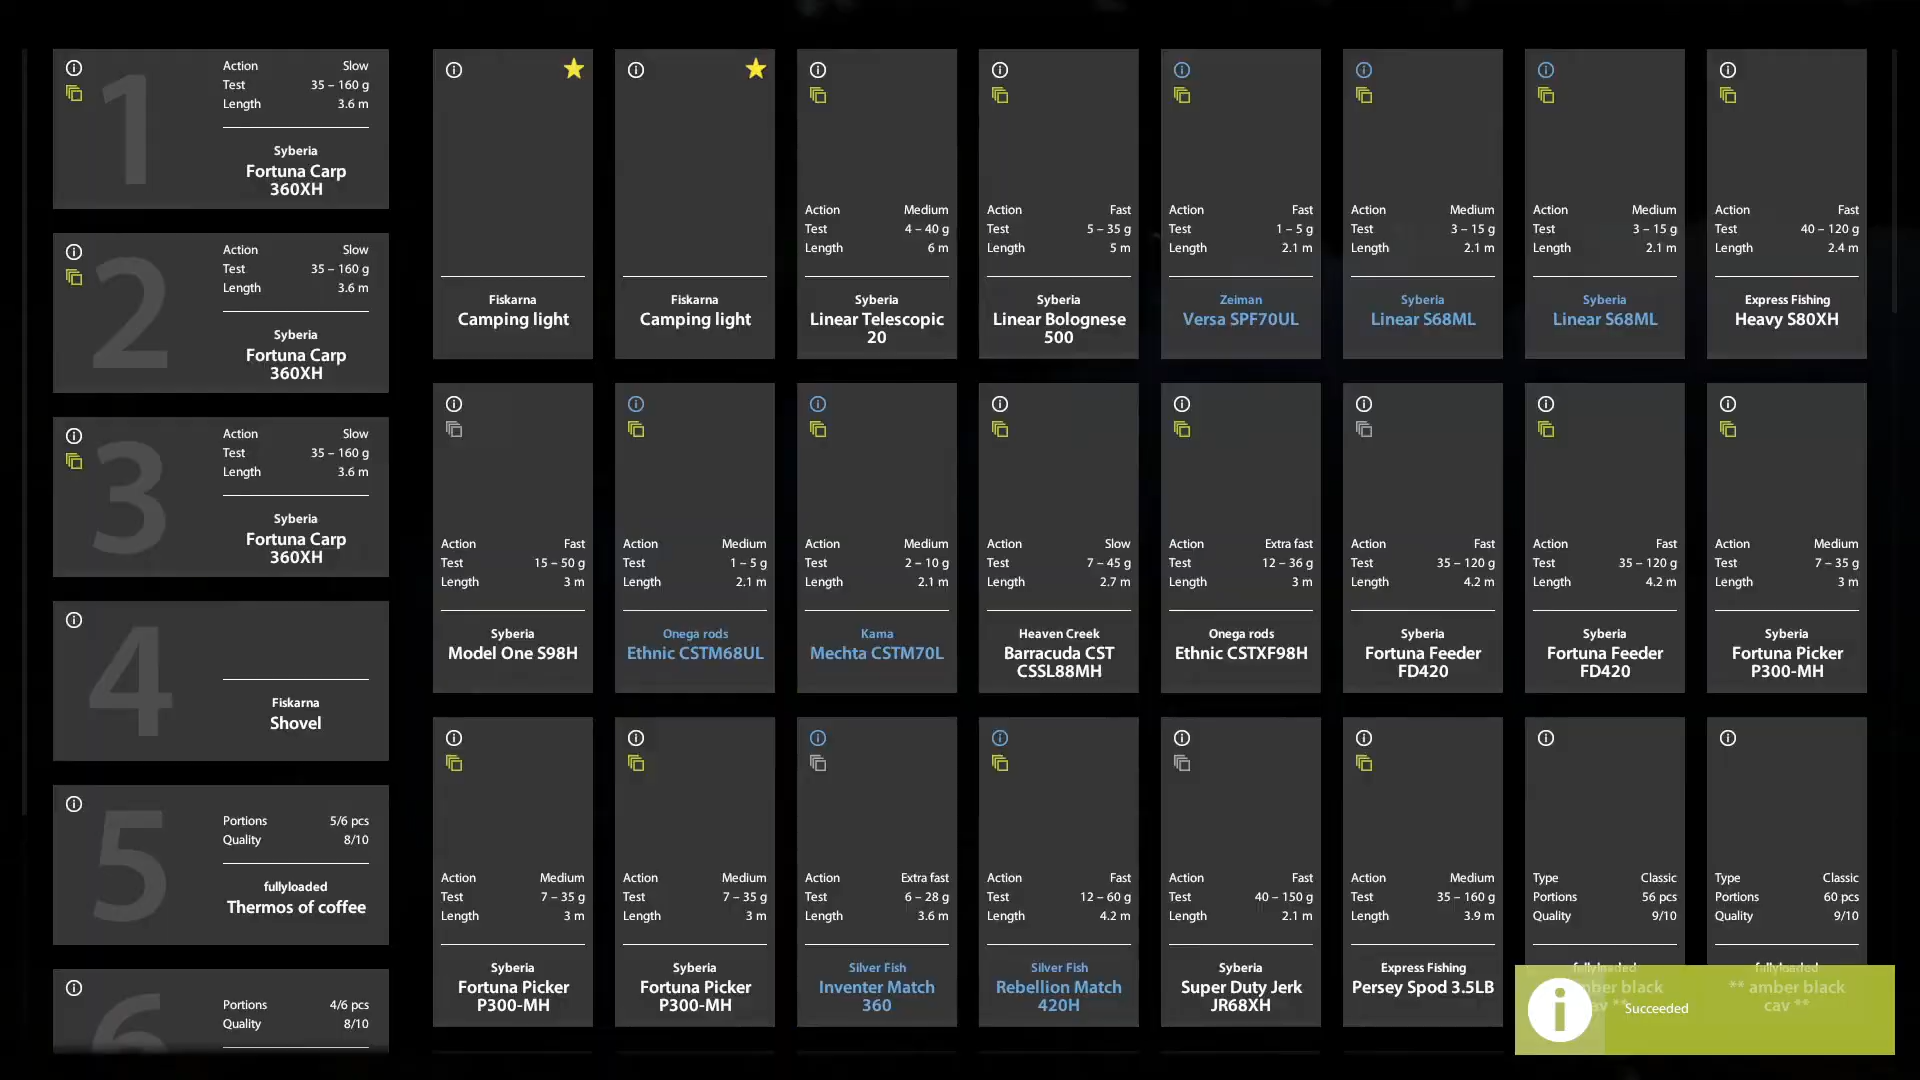 1
Action Slow
Test 35 – 160 g
Length 3.6 m
Syberia
Fortuna Carp
360XH
2
Action Slow
Test 35 – 160 g
Length 3.6 m
Syberia
Fortuna Carp
360XH
3
Action Slow
Test 35 – 160 g
Length 3.6 m
Syberia
Fortuna Carp
360XH
4
Fiskarna
Shovel
5
Portions 5/6 pcs
Quality 8/10
fullyloaded
Thermos of coffee
6
Portions 4/6 pcs
Quality 8/10
Fiskarna
Camping light
Fiskarna
Camping light
Action Medium
Test 4 – 40 g
Length 6 m
Syberia
Linear Telescopic
20
Action Fast
Test 5 – 35 g
Length 5 m
Syberia
Linear Bolognese
500
Action Fast
Test 1 – 5 g
Length 2.1 m
Zeiman
Versa SPF70UL
Action Medium
Test 3 – 15 g
Length 2.1 m
Syberia
Linear S68ML
Action Medium
Test 3 – 15 g
Length 2.1 m
Syberia
Linear S68ML
Action Fast
Test 40 – 120 g
Length 2.4 m
Express Fishing
Heavy S80XH
Action Fast
Test 15 – 50 g
Length 3 m
Syberia
Model One S98H
Action Medium
Test 1 – 5 g
Length 2.1 m
Onega rods
Ethnic CSTM68UL
Action Medium
Test 2 – 10 g
Length 2.1 m
Kama
Mechta CSTM70L
Action Slow
Test 7 – 45 g
Length 2.7 m
Heaven Creek
Barracuda CST
CSSL88MH
Action Extra fast
Test 12 – 36 g
Length 3 m
Onega rods
Ethnic CSTXF98H
Action Fast
Test 35 – 120 g
Length 4.2 m
Syberia
Fortuna Feeder
FD420
Action Fast
Test 35 – 120 g
Length 4.2 m
Syberia
Fortuna Feeder
FD420
Action Medium
Test 7 – 35 g
Length 3 m
Syberia
Fortuna Picker
P300-MH
Action Medium
Test 7 – 35 g
Length 3 m
Syberia
Fortuna Picker
P300-MH
Action Medium
Test 7 – 35 g
Length 3 m
Syberia
Fortuna Picker
P300-MH
Action Extra fast
Test 6 – 28 g
Length 3.6 m
Silver Fish
Inventer Match
360
Action Fast
Test 12 – 60 g
Length 4.2 m
Silver Fish
Rebellion Match
420H
Action Fast
Test 40 – 150 g
Length 2.1 m
Syberia
Super Duty Jerk
JR68XH
Action Medium
Test 35 – 160 g
Length 3.9 m
Express Fishing
Persey Spod 3.5LB
Type Classic
Portions 56 pcs
Quality 9/10
fullyloaded
black
Type Classic
Portions 60 pcs
Quality 9/10
fullyloaded
** amber black
cav **
Succeeded